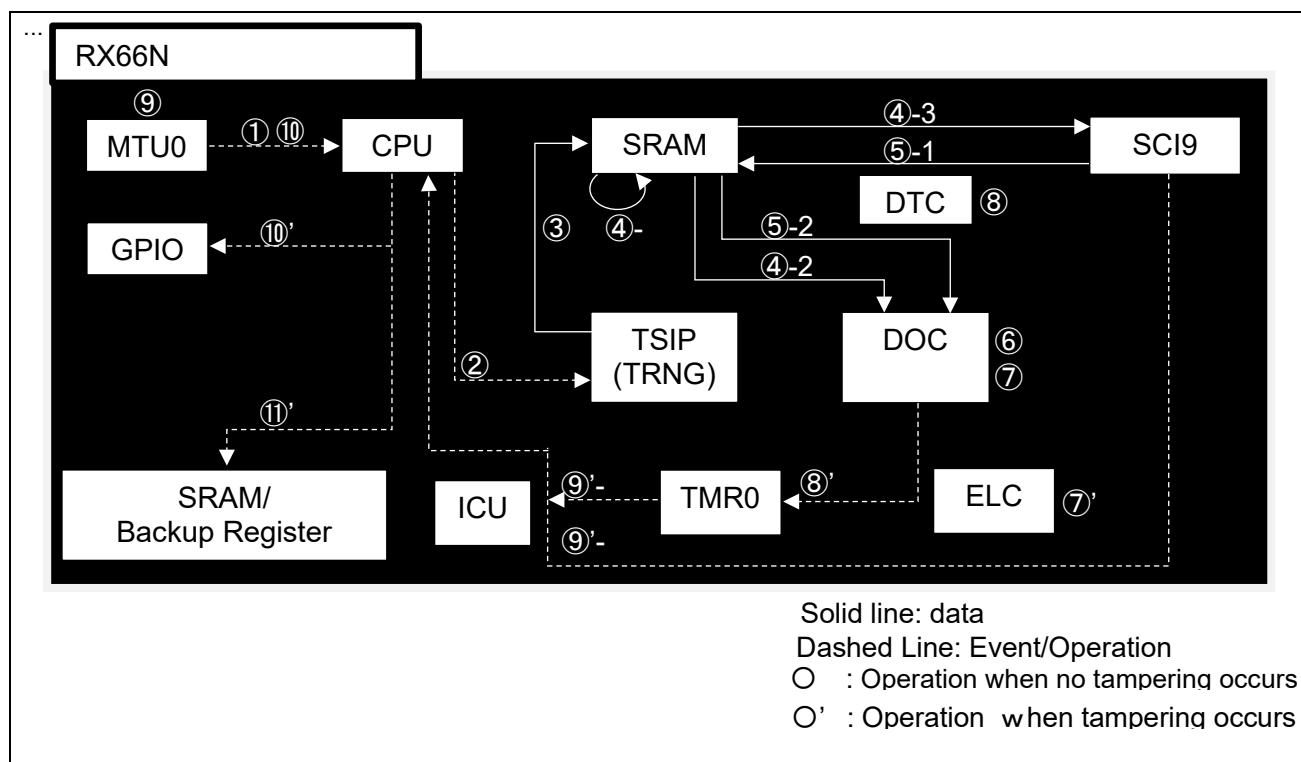 ...
RX66N
⑨
MTU0
① ⑩
CPU
SRAM
④-3
⑤-1
SCI9
DTC
⑧
③
④-
⑤-2
④-2
GPIO
⑩’
TSIP
(TRNG)
DOC
⑥
⑦
②
⑪’
SRAM/
Backup Register
ICU
⑨’-
TMR0
⑧’
ELC
⑦’
⑨’-
Solid line: data
Dashed Line: Event/Operation
○ : Operation when no tampering occurs
○’ : Operation when tampering occurs